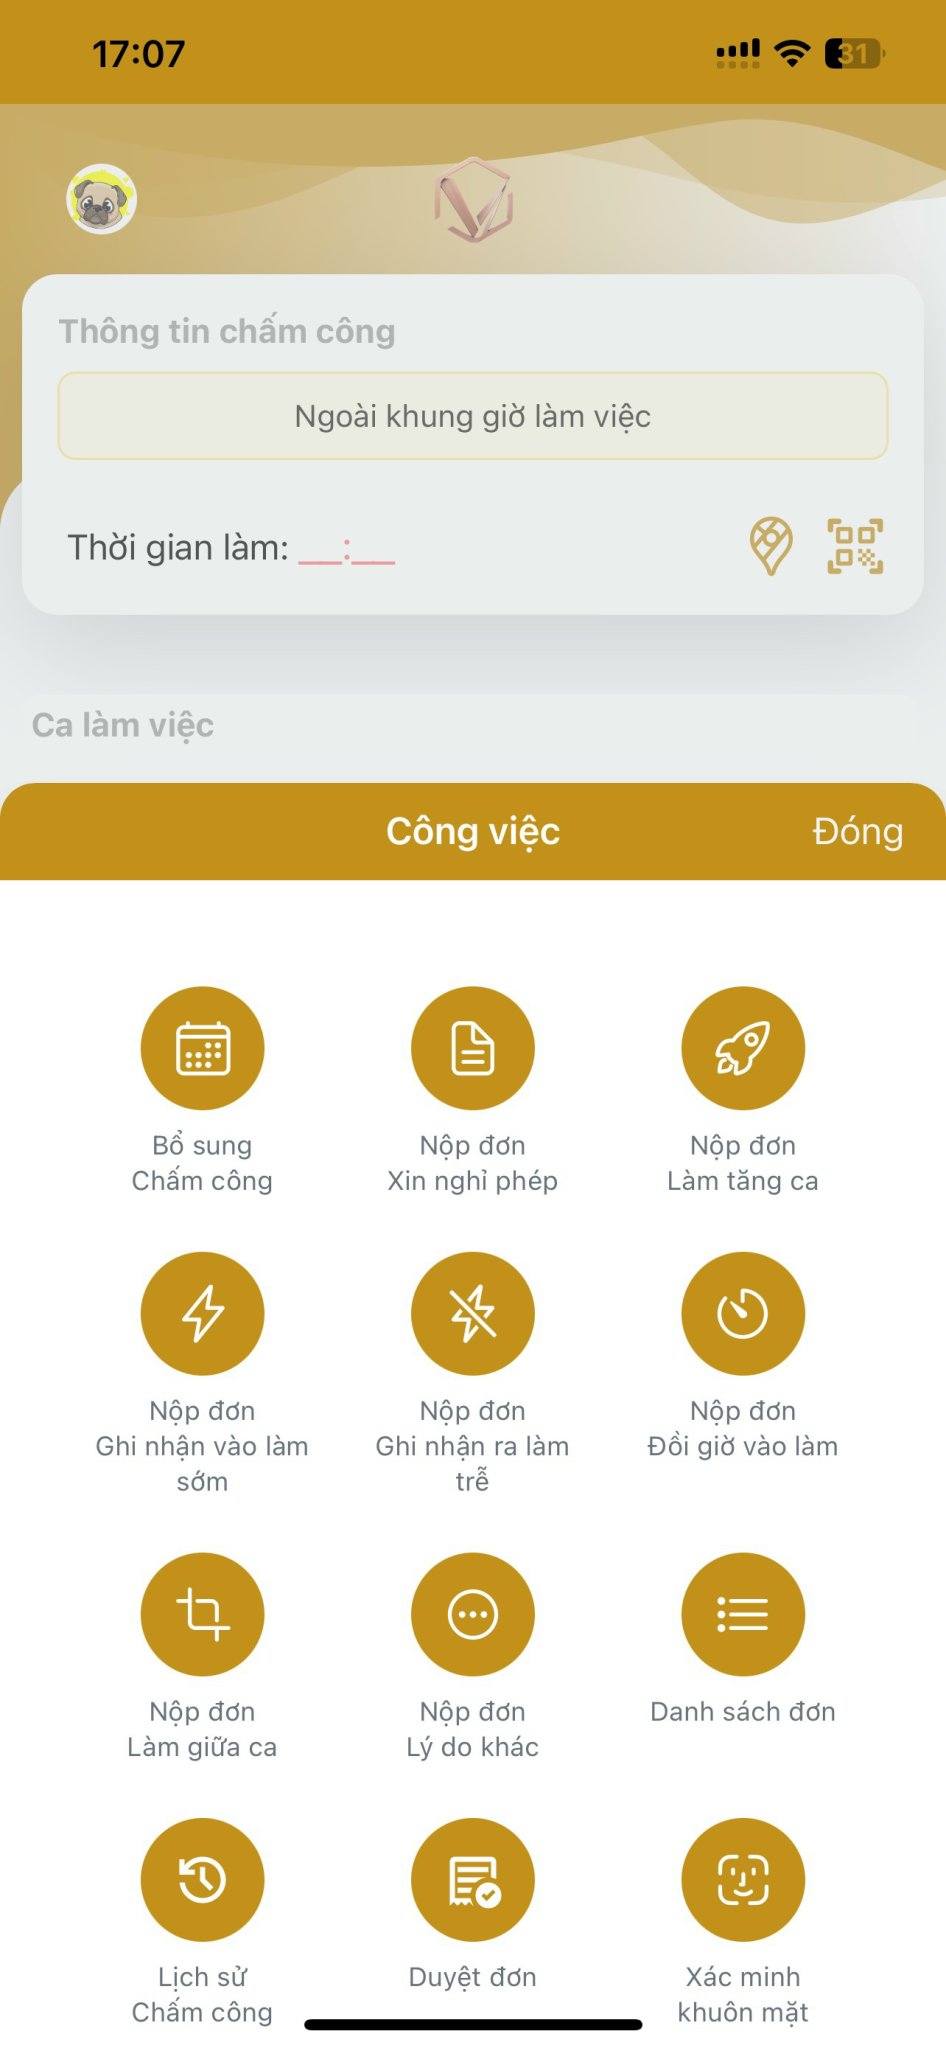 17:07
31
Thông tin chấm công
Ngoài khung giờ làm việc
Thời gian làm: __:__
Ca làm việc
Công việc
Đóng
Bổ sung
Chấm công
Nộp đơn
Xin nghỉ phép
Nộp đơn
Làm tăng ca
Nộp đơn
Ghi nhận vào làm
sớm
Nộp đơn
Ghi nhận ra làm
trễ
Nộp đơn
Đồi giờ vào làm
Nộp đơn
Làm giữa ca
Nộp đơn
Lý do khác
Danh sách đơn
Lịch sử
Chấm công
Duyệt đơn
Xác minh
khuôn mặt